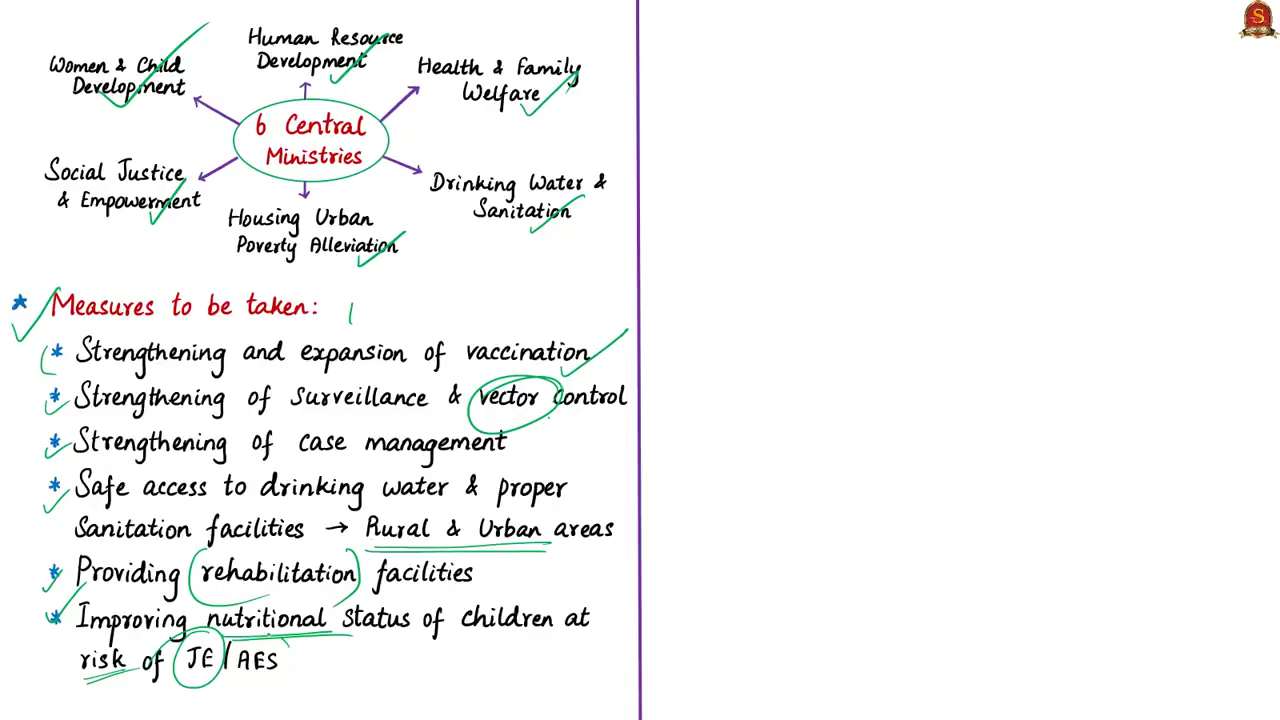 Human Resource
Development
Women & Child
Development
Health & Family
Welfare
6 Central
Ministries
Social Justice
& Empowerment
Drinking Water &
Sanitation
Housing Urban
Poverty Alleviation
* Measures to be taken:
* Strengthening and expansion of vaccination
* Strengthening of surveillance & vector control
* Strengthening of case management
* Safe access to drinking water & proper
Sanitation facilities → Rural & Urban areas
* Providing rehabilitation facilities
* Improving nutritional status of children at
risk of JE/AES
S